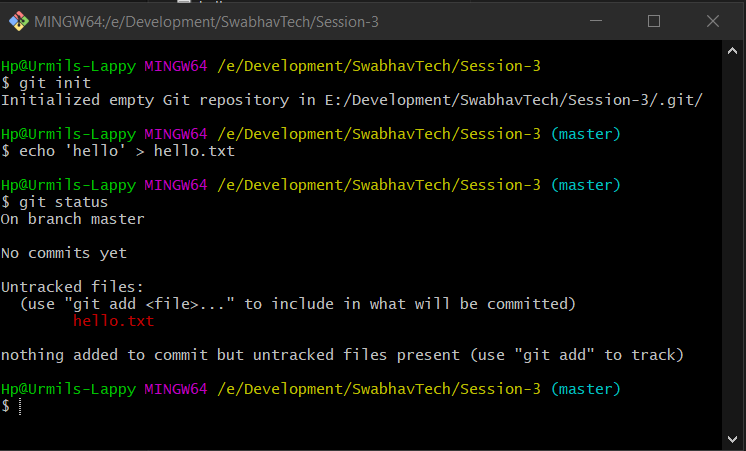 MINGW64:/e/Development/SwabhavTech/Session-3
Hp@Urmils-Lappy MINGW64 /e/Development/SwabhavTech/Session-3
$ git init
Initialized empty Git repository in E:/Development/SwabhavTech/Session-3/.git/
Hp@Urmils-Lappy MINGW64 /e/Development/SwabhavTech/Session-3 (master)
$ echo 'hello' > hello.txt
Hp@Urmils-Lappy MINGW64 /e/Development/SwabhavTech/Session-3 (master)
$ git status
On branch master
No commits yet
Untracked files:
  (use "git add <file>..." to include in what will be committed)
        hello.txt
nothing added to commit but untracked files present (use "git add" to track)
Hp@Urmils-Lappy MINGW64 /e/Development/SwabhavTech/Session-3 (master)
$